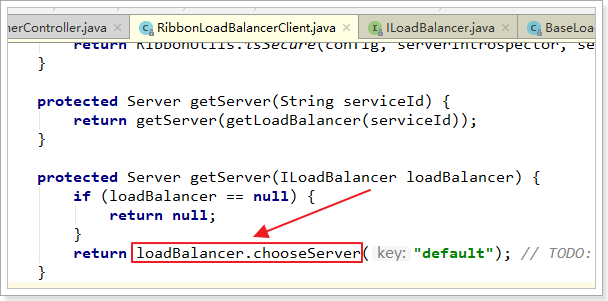 nerController.java × RibbonLoadBalancerClient.java × ILoadBalancer.java × BaseLoa
return RibbonUtils.isSecure(config, serverIntrospector, se
}
protected Server getServer(String serviceId) {
return getServer(getLoadBalancer(serviceId));
}
protected Server getServer(ILoadBalancer loadBalancer) {
if (loadBalancer == null) {
return null;
}
return loadBalancer.chooseServer( key: "default"); // TODO:
}